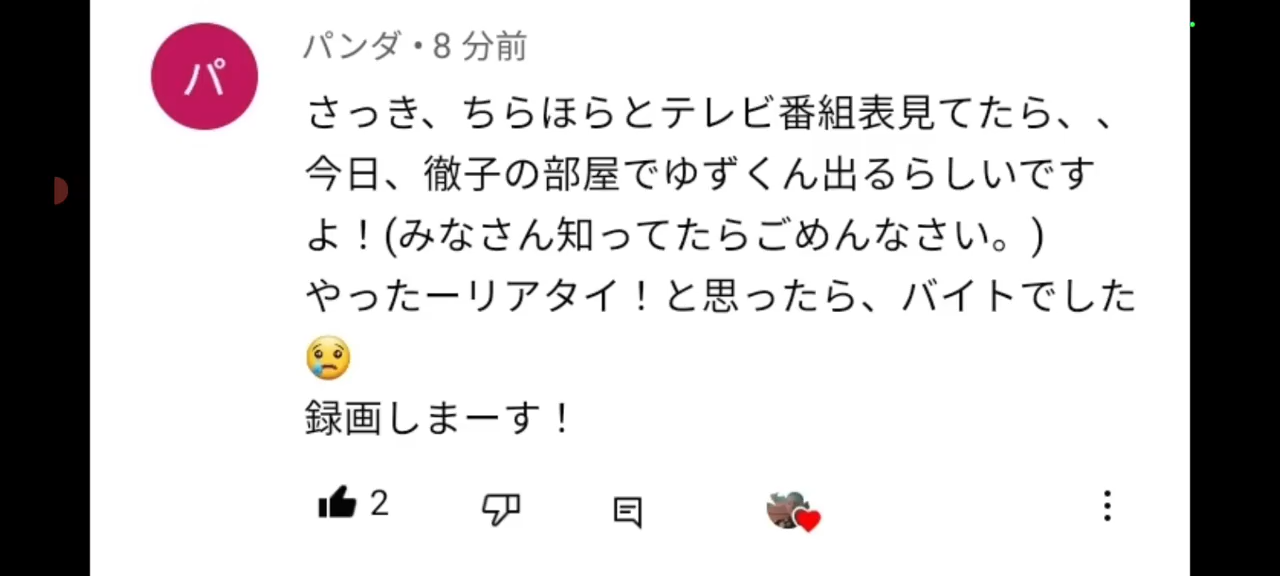 パ
パンダ・8 分前
さっき、ちらほらとテレビ番組表見てたら、、
今日、徹子の部屋でゆずくん出るらしいです
よ！(みなさん知ってたらごめんなさい。)
やったーリアタイ！と思ったら、バイトでした
😢
録画しまーす！
2